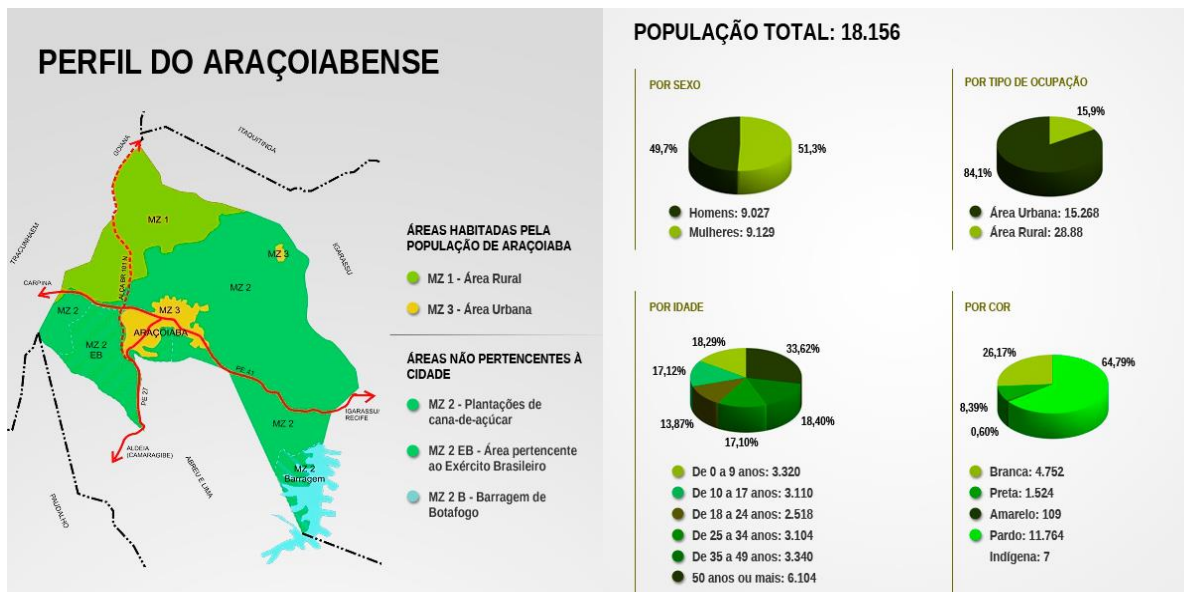 PERFIL DO ARAÇOIABENSE
GOIANA
ITAQUITINGA
TRACUNHAÉM
MZ 1
ALÇA BR 101 N
IGARASSU
MZ 3
CARPINA
MZ 2
MZ 2
MZ 3
ARAÇOIABA
MZ 2
EB
PE 41
PE 27
IGARASSU/
RECIFE
MZ 2
ALDEIA
(CAMARAGIBE)
ABREU E LIMA
MZ 2
Barragem
PAUDALHO
ÁREAS HABITADAS PELA
POPULAÇÃO DE ARAÇOIABA
MZ 1 - Área Rural
MZ 3 - Área Urbana
ÁREAS NÃO PERTENCENTES À
CIDADE
MZ 2 - Plantações de
cana-de-açúcar
MZ 2 EB - Área pertencente
ao Exército Brasileiro
MZ 2 B - Barragem de
Botafogo
POPULAÇÃO TOTAL: 18.156
POR SEXO
49,7%
51,3%
Homens: 9.027
Mulheres: 9.129
POR TIPO DE OCUPAÇÃO
15,9%
84,1%
Área Urbana: 15.268
Área Rural: 28.88
POR IDADE
18,29%
33,62%
17,12%
13,87%
18,40%
17,10%
De 0 a 9 anos: 3.320
De 10 a 17 anos: 3.110
De 18 a 24 anos: 2.518
De 25 a 34 anos: 3.104
De 35 a 49 anos: 3.340
50 anos ou mais: 6.104
POR COR
26,17%
64,79%
8,39%
0,60%
Branca: 4.752
Preta: 1.524
Amarelo: 109
Pardo: 11.764
Indígena: 7